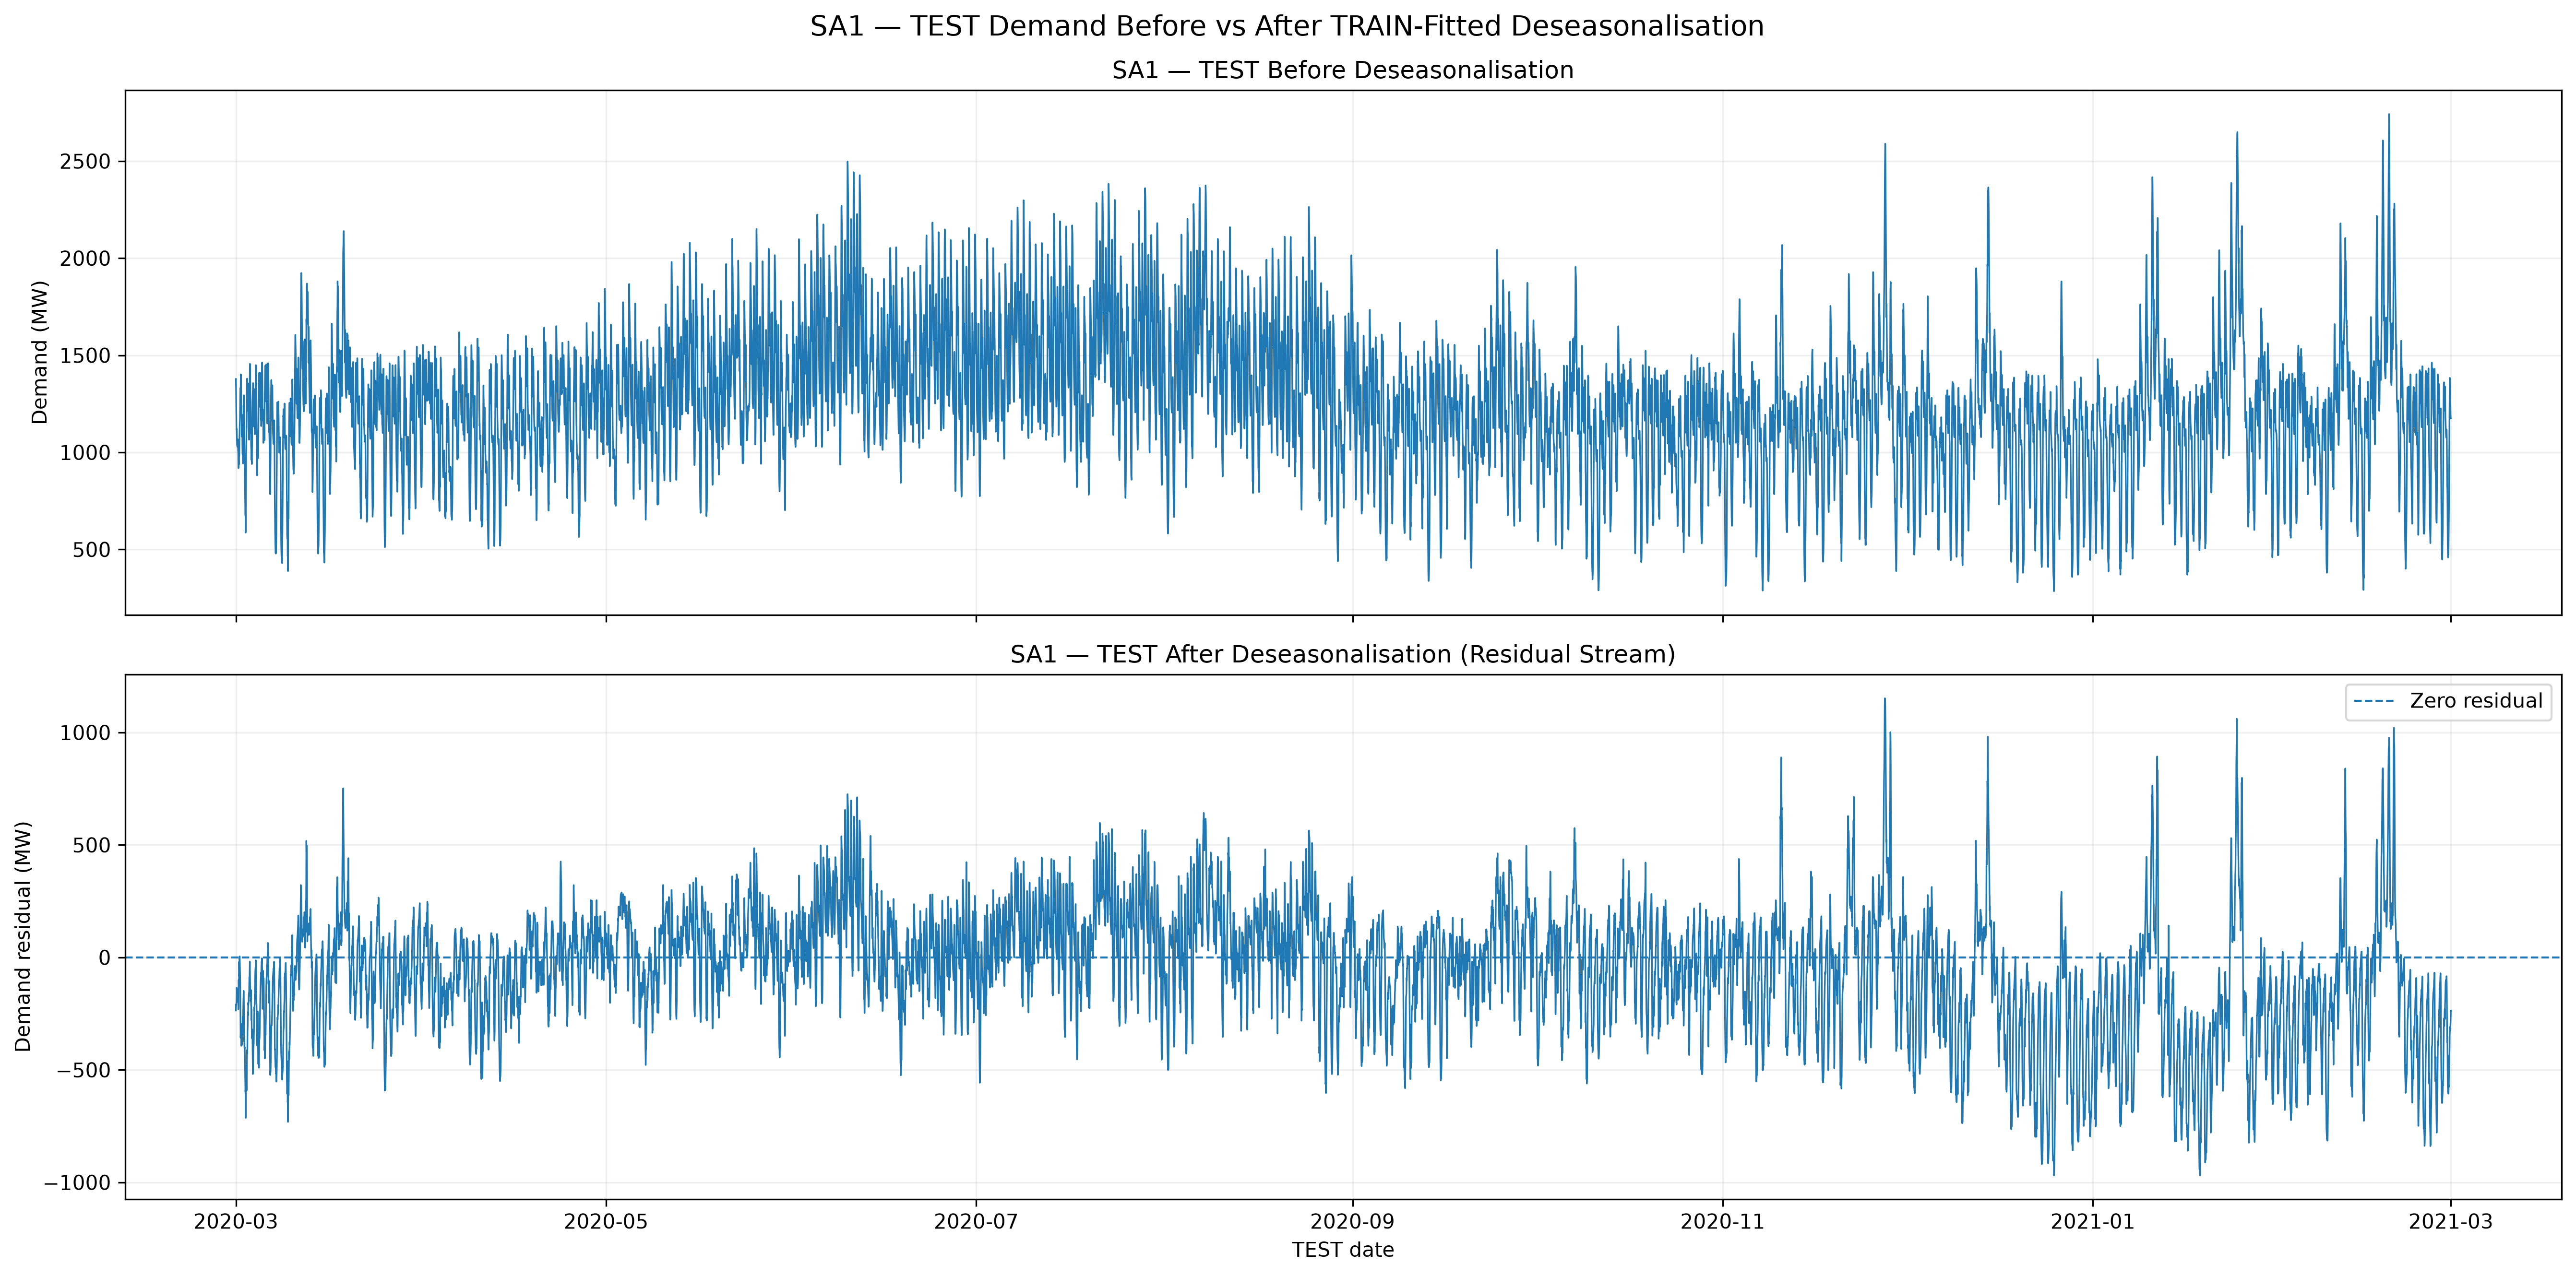 SA1 — TEST Demand Before vs After TRAIN-Fitted Deseasonalisation
SA1 — TEST Before Deseasonalisation
Demand (MW)
2500
2000
1500
1000
500
SA1 — TEST After Deseasonalisation (Residual Stream)
Zero residual
Demand residual (MW)
1000
500
0
−500
−1000
2020-03
2020-05
2020-07
2020-09
2020-11
2021-01
2021-03
TEST date